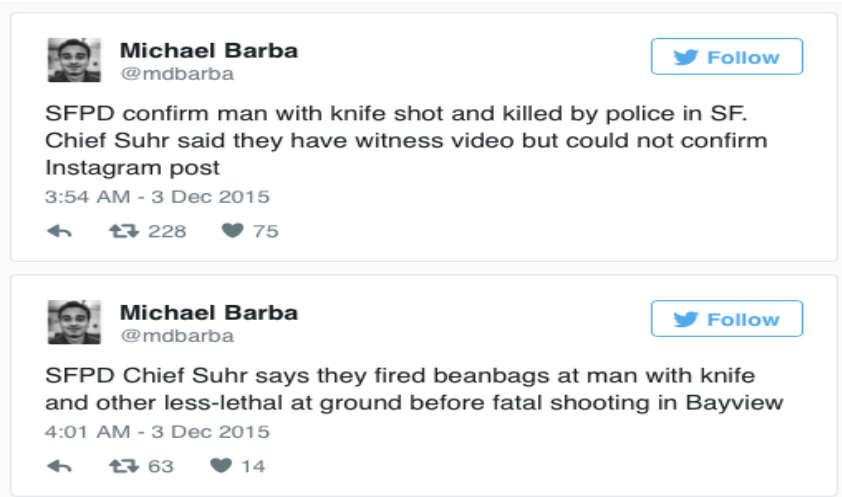 Michael Barba
@mdbarba
Follow
SFPD confirm man with knife shot and killed by police in SF.
Chief Suhr said they have witness video but could not confirm
Instagram post
3:54 AM - 3 Dec 2015
228 75
Michael Barba
@mdbarba
Follow
SFPD Chief Suhr says they fired beanbags at man with knife
and other less-lethal at ground before fatal shooting in Bayview
4:01 AM - 3 Dec 2015
63 14